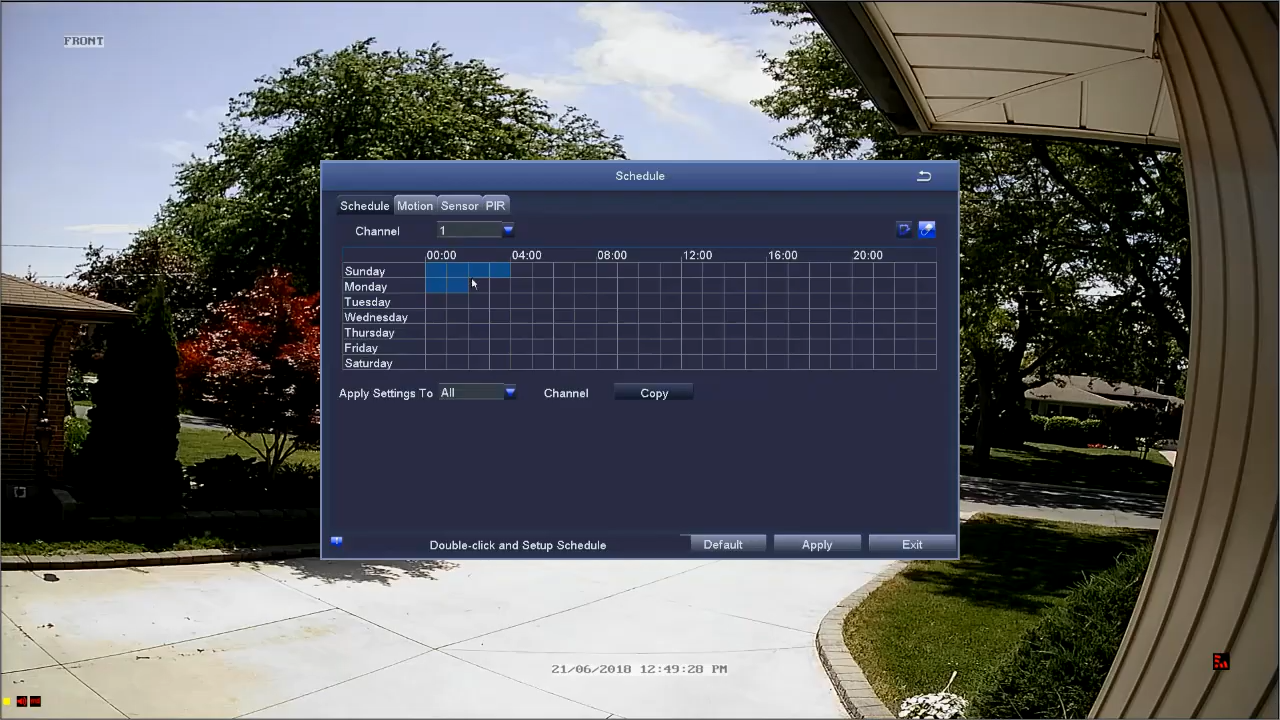 FRONT
Schedule
Schedule Motion Sensor PIR
Channel 1
00:00 04:00 08:00 12:00 16:00 20:00
Sunday
Monday
Tuesday
Wednesday
Thursday
Friday
Saturday
Apply Settings To All Channel Copy
Double-click and Setup Schedule Default Apply Exit
21/06/2018 12:49:28 PM